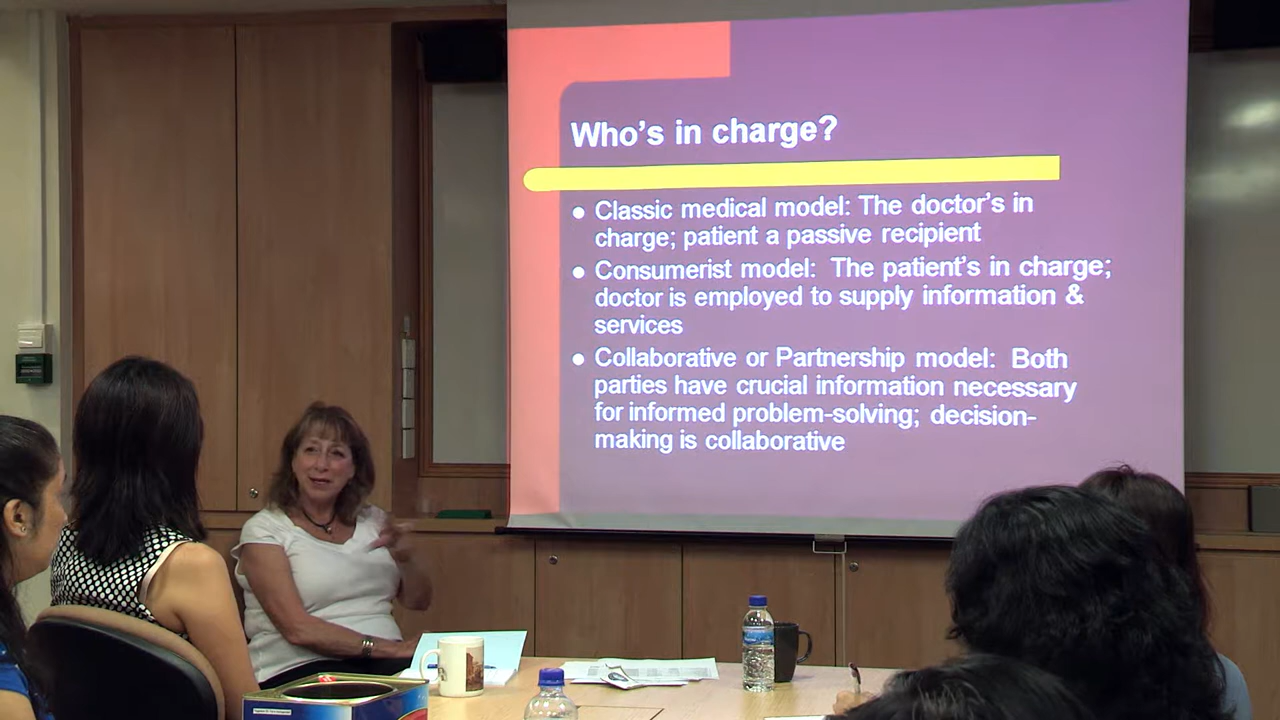 Who's in charge?
● Classic medical model: The doctor's in
charge; patient a passive recipient
● Consumerist model: The patient's in charge;
doctor is employed to supply information &
services
● Collaborative or Partnership model: Both
parties have crucial information necessary
for informed problem-solving; decision-
making is collaborative